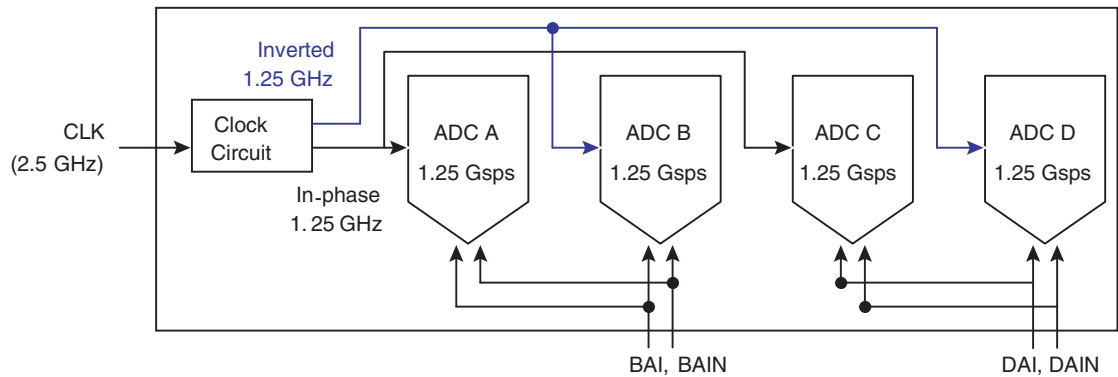 Inverted
1.25 GHz
CLK
(2.5 GHz)
Clock
Circuit
In-phase
1. 25 GHz
ADC A
1.25 Gsps
ADC B
1.25 Gsps
ADC C
1.25 Gsps
ADC D
1.25 Gsps
BAI, BAIN
DAI, DAIN